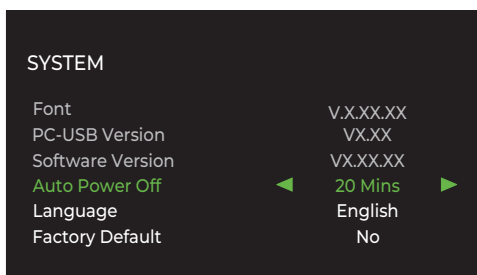 SYSTEM
Font V.X.XX.XX
PC-USB Version VX.XX
Software Version VX.XX.XX
Auto Power Off 20 Mins
Language English
Factory Default No